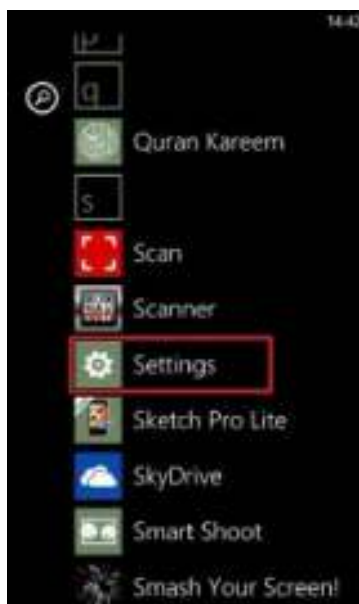 14:42
p
q
Quran Kareem
s
Scan
Scanner
Settings
Sketch Pro Lite
SkyDrive
Smart Shoot
Smash Your Screen!